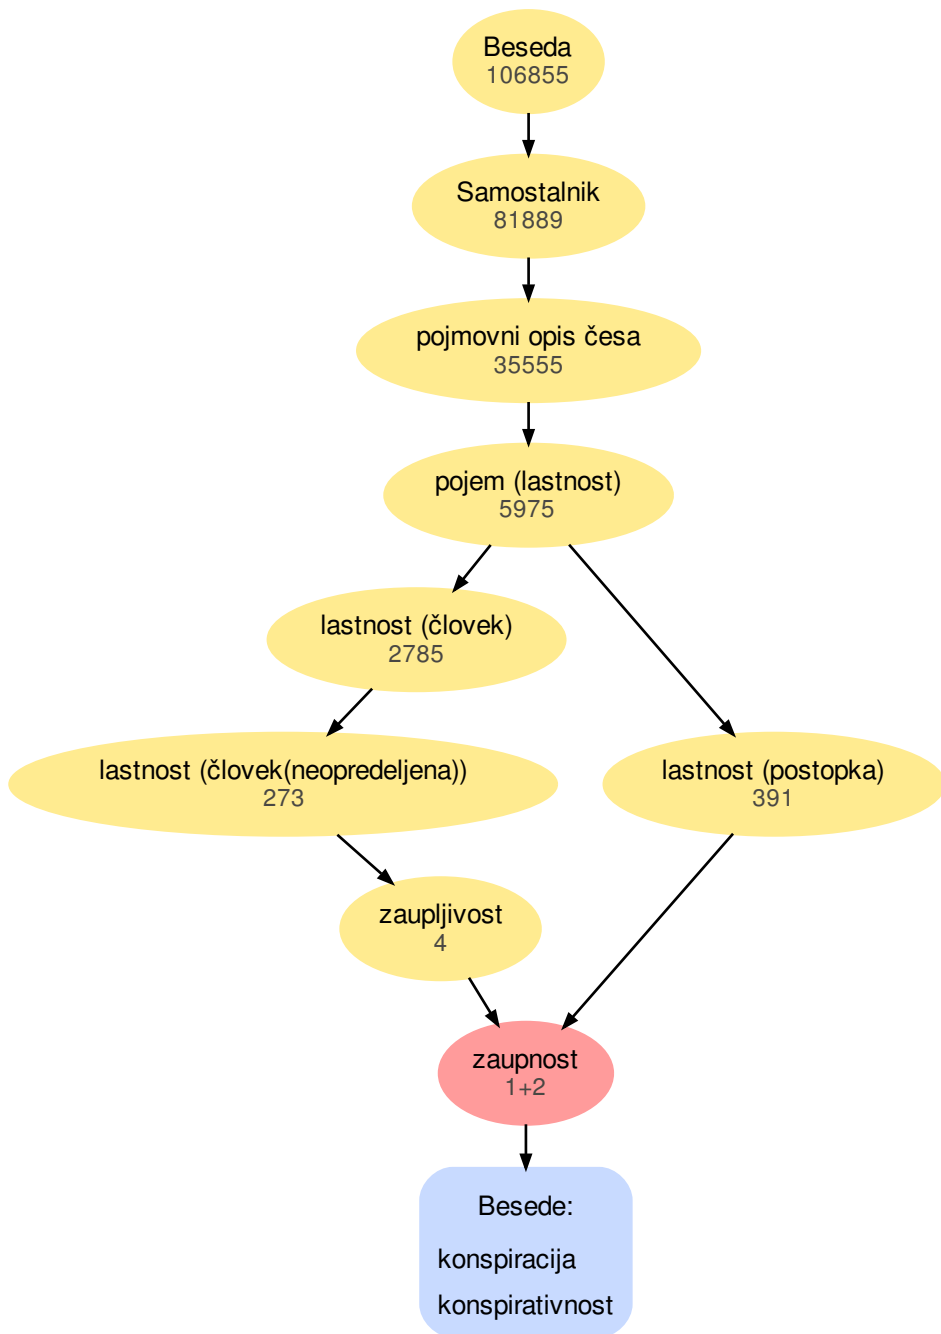 Beseda
106855
Samostalnik
81889
pojmovni opis česa
35555
pojem (lastnost)
5975
lastnost (človek)
2785
lastnost (človek(neopredeljena))
273
lastnost (postopka)
391
zaupljivost
4
zaupnost
1+2
Besede:
konspiracija
konspirativnost